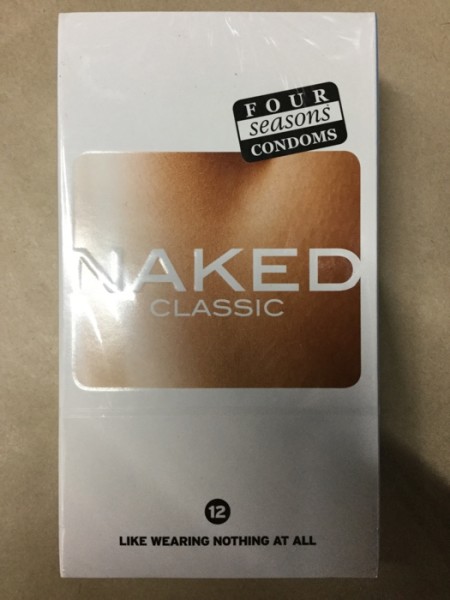 FOUR
seasons
CONDOMS
NAKED
CLASSIC
12
LIKE WEARING NOTHING AT ALL